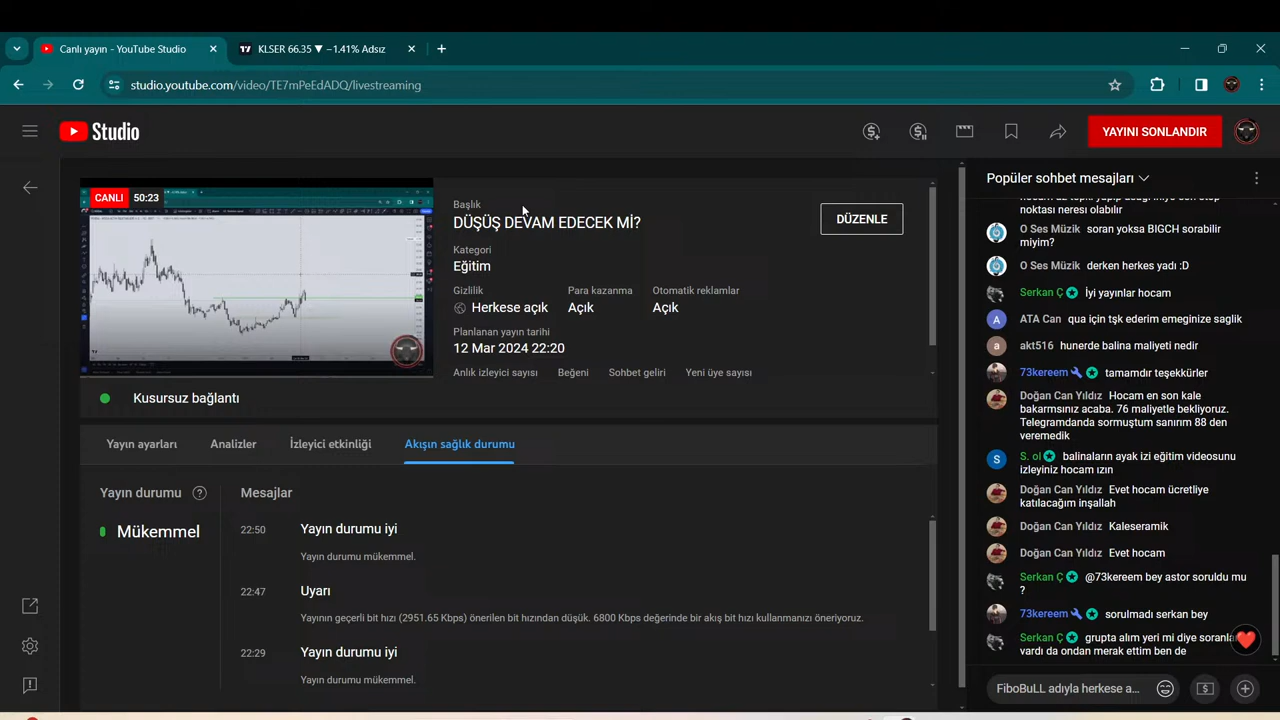 Canlı yayın - YouTube Studio
KLSER 66.35 ▼ −1.41% Adsız
studio.youtube.com/video/TE7mPeEdADQ/livestreaming
Studio
YAYINI SONLANDIR
CANLI 50:23
Başlık
DÜŞÜŞ DEVAM EDECEK Mİ?
DÜZENLE
Kategori
Eğitim
Gizlilik Para kazanma Otomatik reklamlar
Herkese açık Açık Açık
Planlanan yayın tarihi
12 Mar 2024 22:20
Anlık izleyici sayısı Beğeni Sohbet geliri Yeni üye sayısı
Kusursuz bağlantı
Yayın ayarları Analizler İzleyici etkinliği Akışın sağlık durumu
Yayın durumu Mesajlar
Mükemmel
22:50 Yayın durumu iyi
Yayın durumu mükemmel.
22:47 Uyarı
Yayının geçerli bit hızı (2951.65 Kbps) önerilen bit hızından düşük. 6800 Kbps değerinde bir akış bit hızı kullanmanızı öneriyoruz.
22:29 Yayın durumu iyi
Yayın durumu mükemmel.
Popüler sohbet mesajları
noktası neresi olabilir
O Ses Müzik soran yoksa BIGCH sorabilir
miyim?
O Ses Müzik derken herkes yadı :D
Serkan Ç İyi yayınlar hocam
ATA Can qua için tşk ederim emeginize saglik
akt516 hunerde balina maliyeti nedir
73kereem tamamdır teşekkürler
Doğan Can Yıldız Hocam en son kale
bakarmsınız acaba. 76 maliyetle bekliyoruz.
Telegramdanda sormuştum sanırım 88 den
veremedik
S. ol balinaların ayak izi eğitim videosunu
izleyiniz hocam ızın
Doğan Can Yıldız Evet hocam ücretliye
katılacağım inşallah
Doğan Can Yıldız Kaleseramik
Doğan Can Yıldız Evet hocam
Serkan Ç @73kereem bey astor soruldu mu
?
73kereem sorulmadı serkan bey
Serkan Ç grupta alım yeri mi diye soranlar
vardı da ondan merak ettim ben de
FiboBuLL adıyla herkese a...